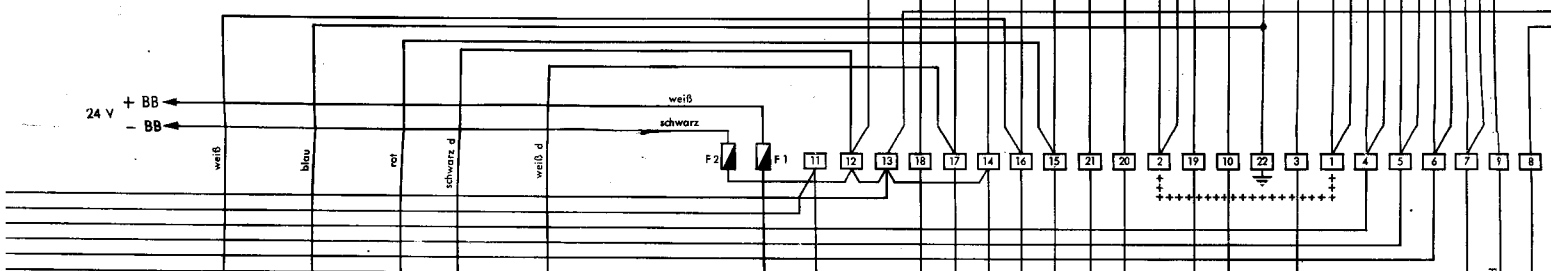 24 V
+ BB
− BB
weiß
schwarz
weiß
blau
rot
schwarz d
weiß d
F 2
F 1
11 12 13 18 17 14 16 15 21 20 2 19 10 22 3 1 4 5 6 7 9 8